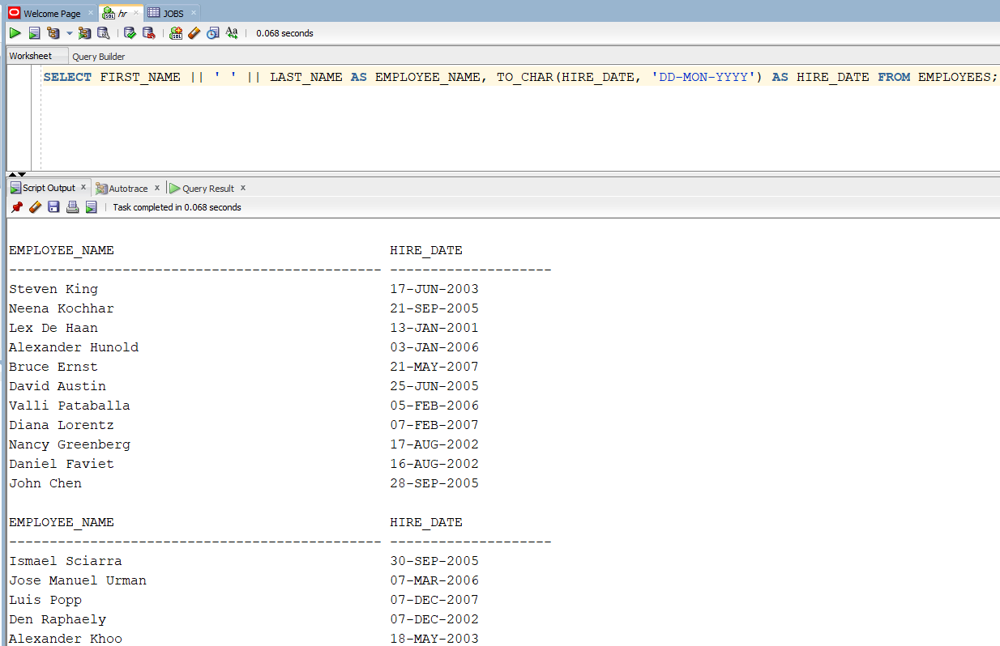 Welcome Page hr JOBS
0.068 seconds
Worksheet Query Builder
SELECT FIRST_NAME || ' ' || LAST_NAME AS EMPLOYEE_NAME, TO_CHAR(HIRE_DATE, 'DD-MON-YYYY') AS HIRE_DATE FROM EMPLOYEES;
Script Output x Autotrace x Query Result x
Task completed in 0.068 seconds
EMPLOYEE_NAME HIRE_DATE
---------------------------------------------- --------------------
Steven King 17-JUN-2003
Neena Kochhar 21-SEP-2005
Lex De Haan 13-JAN-2001
Alexander Hunold 03-JAN-2006
Bruce Ernst 21-MAY-2007
David Austin 25-JUN-2005
Valli Pataballa 05-FEB-2006
Diana Lorentz 07-FEB-2007
Nancy Greenberg 17-AUG-2002
Daniel Faviet 16-AUG-2002
John Chen 28-SEP-2005
EMPLOYEE_NAME HIRE_DATE
---------------------------------------------- --------------------
Ismael Sciarra 30-SEP-2005
Jose Manuel Urman 07-MAR-2006
Luis Popp 07-DEC-2007
Den Raphaely 07-DEC-2002
Alexander Khoo 18-MAY-2003